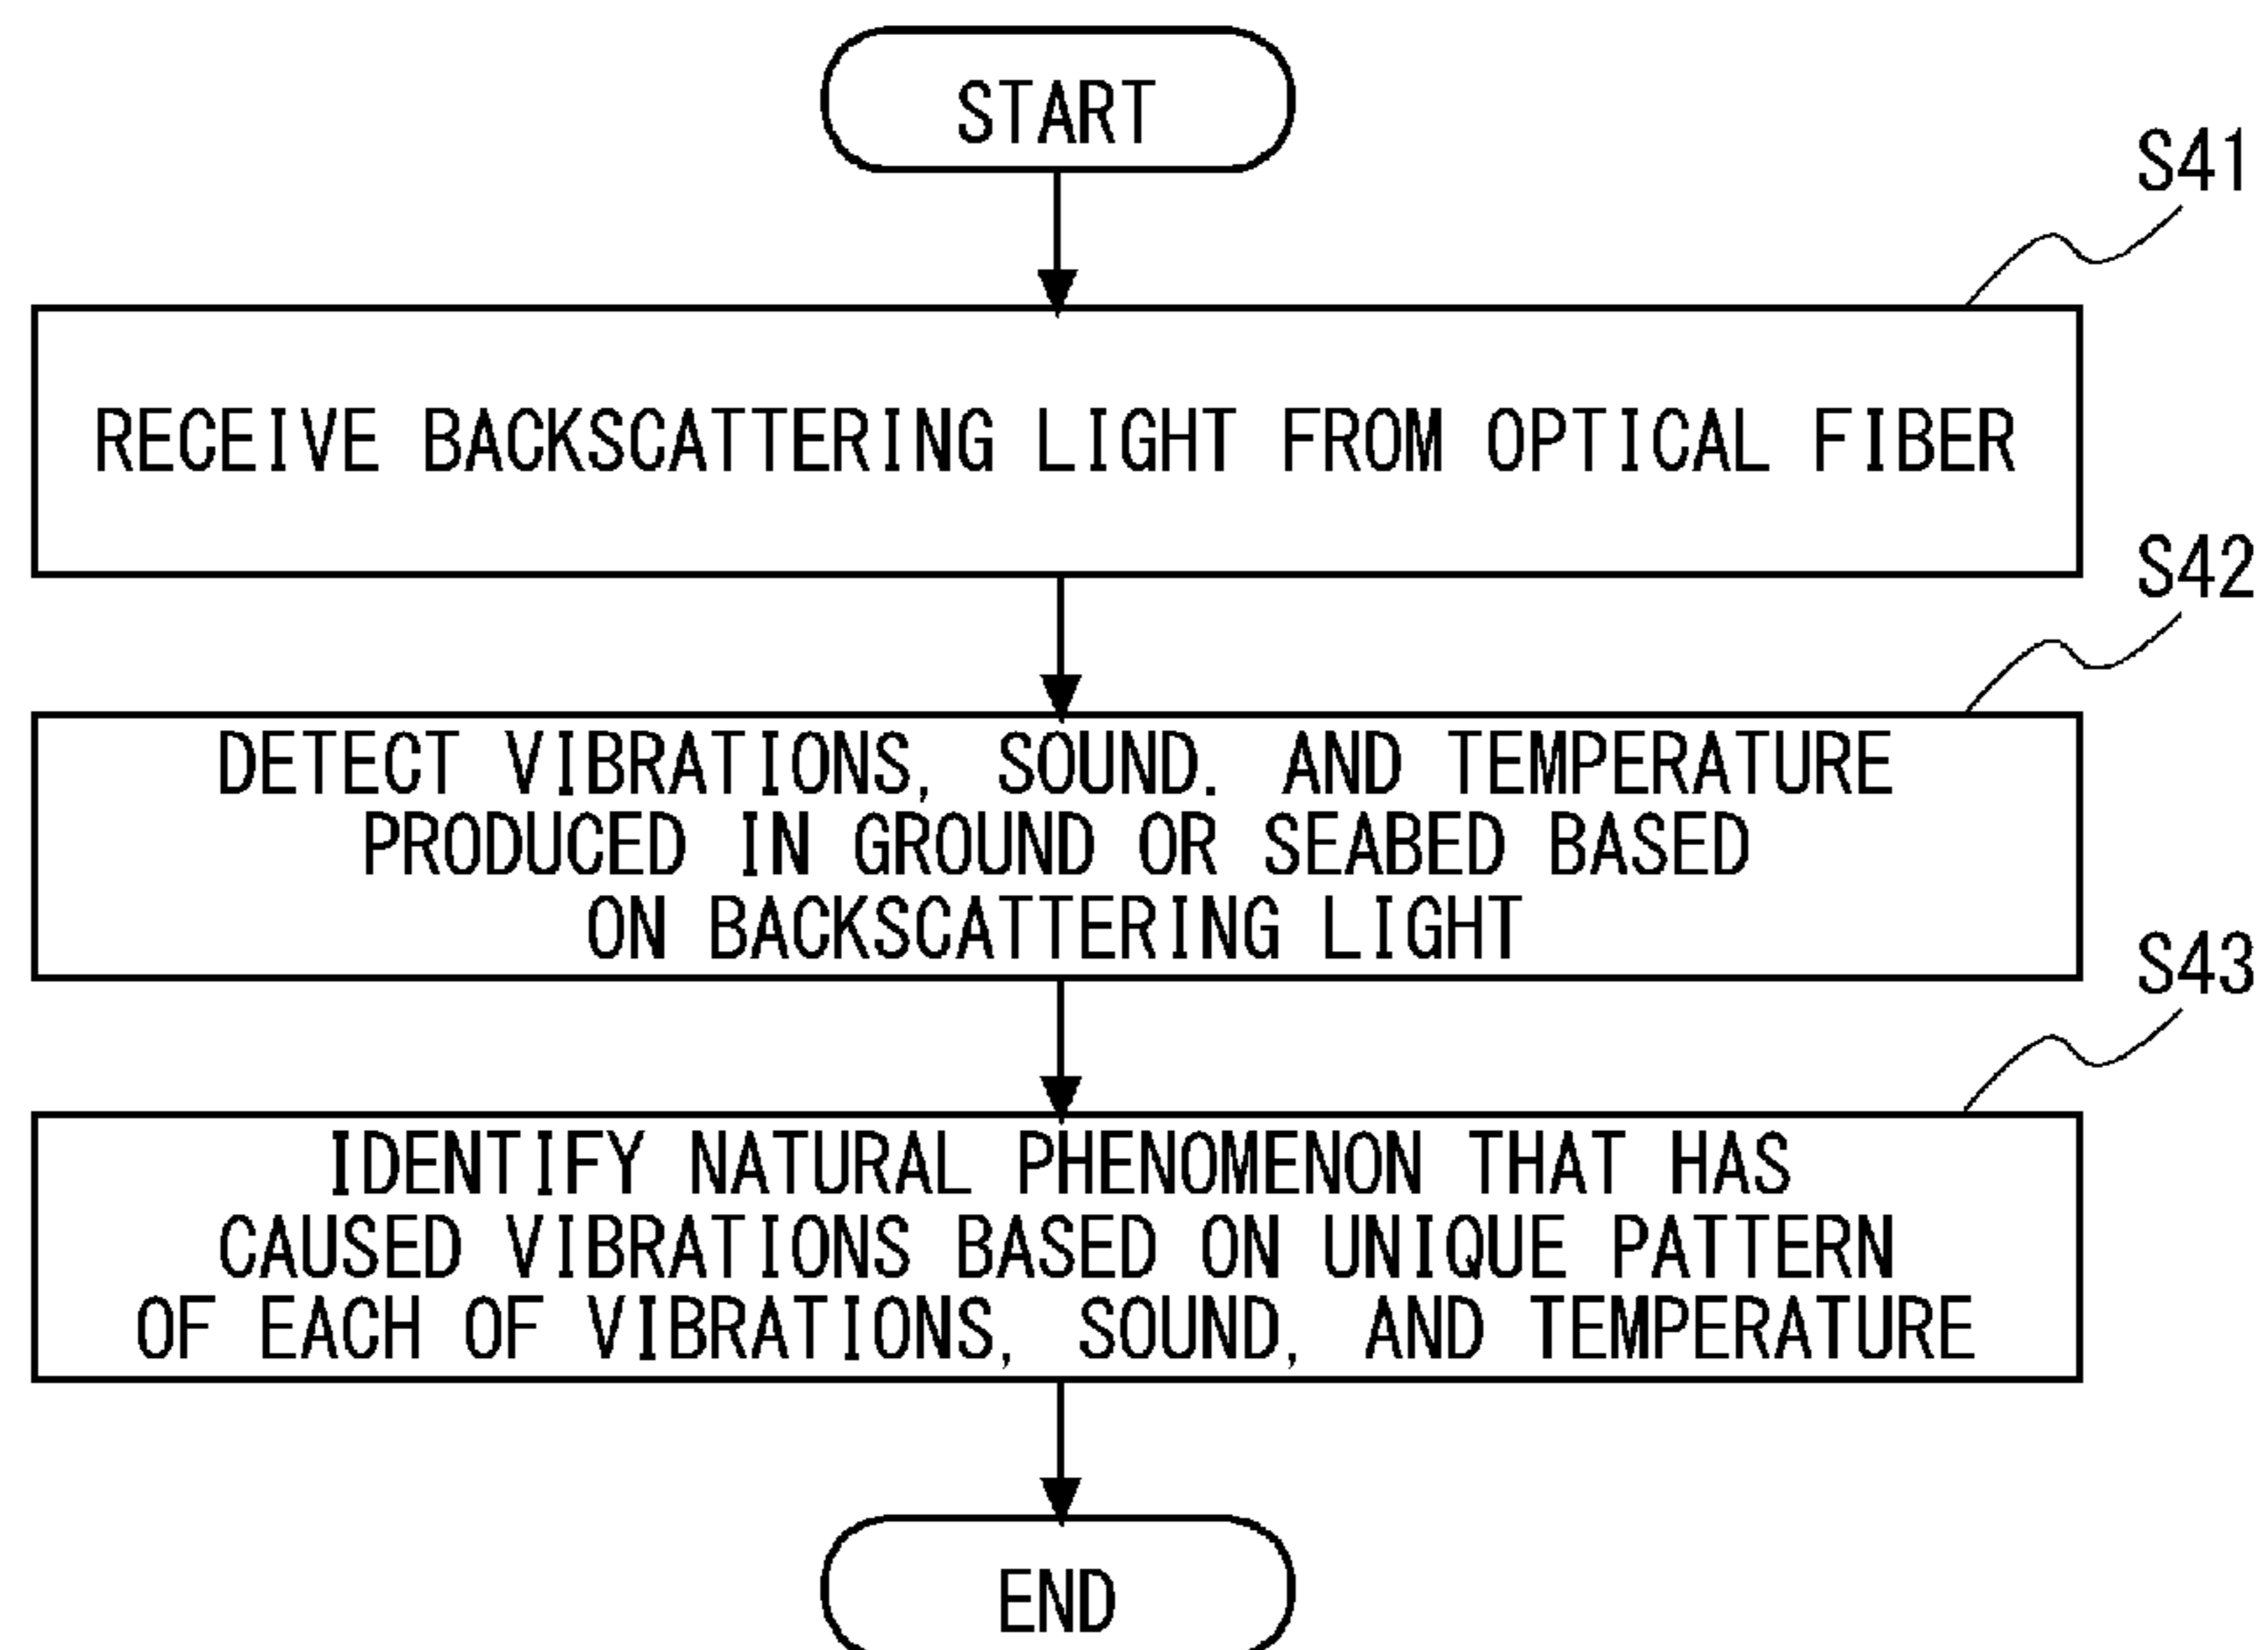 START
S41
RECEIVE BACKSCATTERING LIGHT FROM OPTICAL FIBER
S42
DETECT VIBRATIONS, SOUND. AND TEMPERATURE
PRODUCED IN GROUND OR SEABED BASED
ON BACKSCATTERING LIGHT
S43
IDENTIFY NATURAL PHENOMENON THAT HAS
CAUSED VIBRATIONS BASED ON UNIQUE PATTERN
OF EACH OF VIBRATIONS, SOUND, AND TEMPERATURE
END